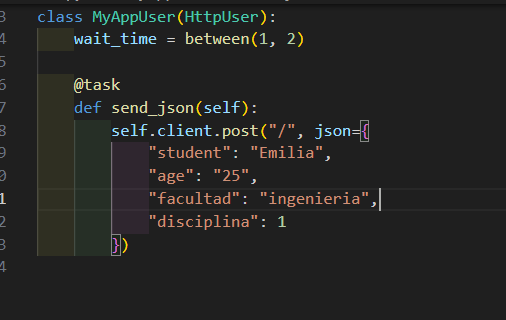 3 class MyAppUser(HttpUser):
4     wait_time = between(1, 2)
5
6     @task
7     def send_json(self):
8         self.client.post("/", json={
9             "student": "Emilia",
0             "age": "25",
1             "facultad": "ingenieria",
2             "disciplina": 1
3         })
4